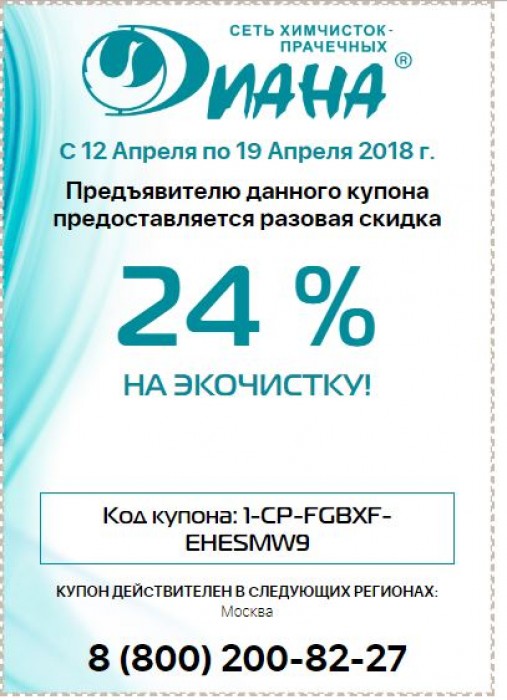 СЕТЬ ХИМЧИСТОК-
ПРАЧЕЧНЫХ
Диана ®
С 12 Апреля по 19 Апреля 2018 г.
Предъявителю данного купона
предоставляется разовая скидка
24 %
НА ЭКОЧИСТКУ!
Код купона: 1-CP-FGBXF-
EHESMW9
КУПОН ДЕЙСТВИТЕЛЕН В СЛЕДУЮЩИХ РЕГИОНАХ:
Москва
8 (800) 200-82-27